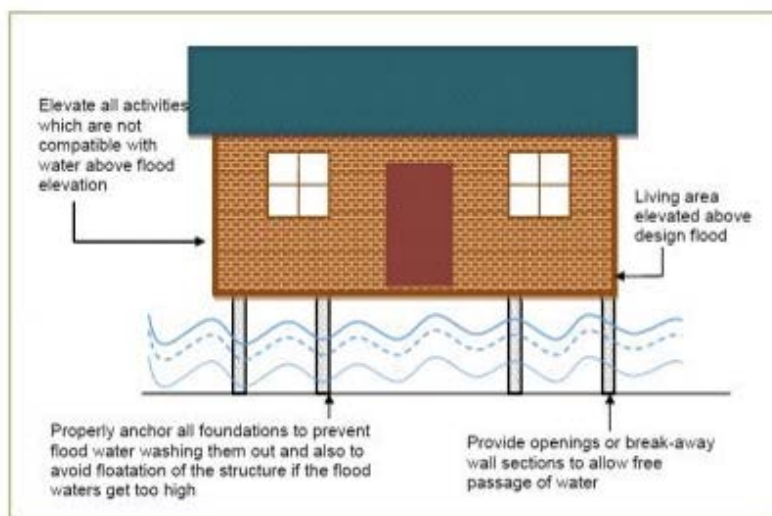 Elevate all activities
which are not
compatible with
water above flood
elevation
Living area
elevated above
design flood
Properly anchor all foundations to prevent
flood water washing them out and also to
avoid floatation of the structure if the flood
waters get too high
Provide openings or break-away
wall sections to allow free
passage of water